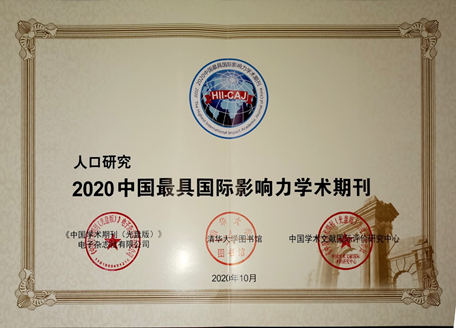 HII-CAJ
人口研究
2020中国最具国际影响力学术期刊
《中国学术期刊（光盘版）》
电子杂志社有限公司
清华大学图书馆
中国学术文献国际评价研究中心
2020年10月